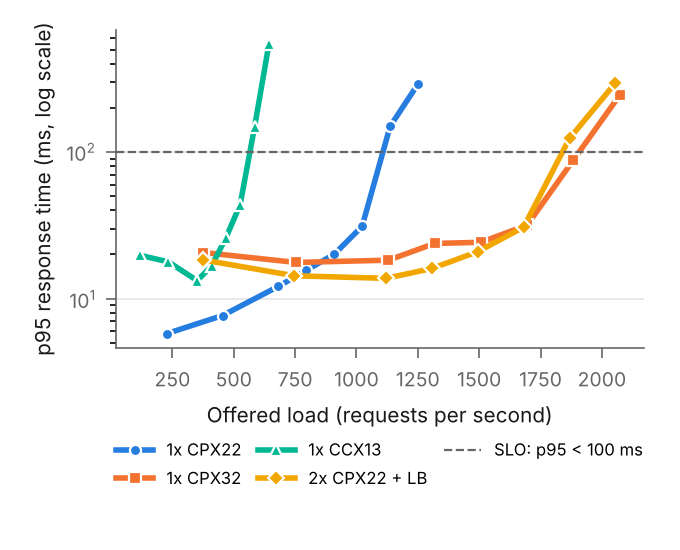 p95 response time (ms, log scale)
10²
10¹
250 500 750 1000 1250 1500 1750 2000
Offered load (requests per second)
1x CPX22 1x CCX13 SLO: p95 < 100 ms
1x CPX32 2x CPX22 + LB